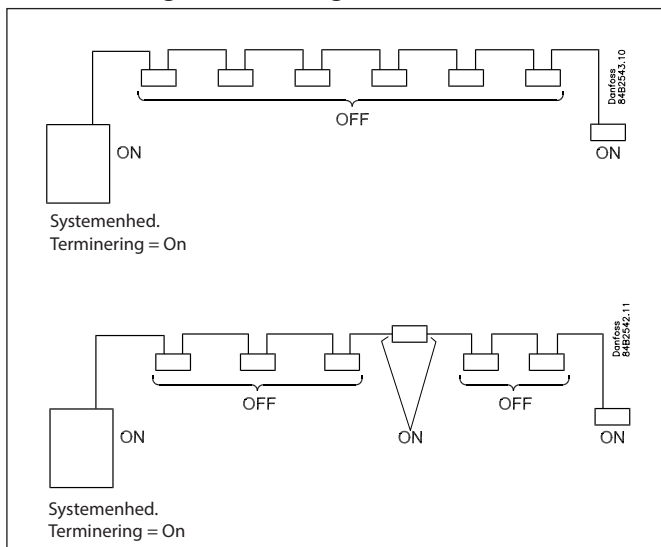 Danfoss
84B2543.10
OFF
ON
ON
Systemenhed.
Terminering = On
Danfoss
84B2542.11
OFF
OFF
ON
ON
ON
Systemenhed.
Terminering = On